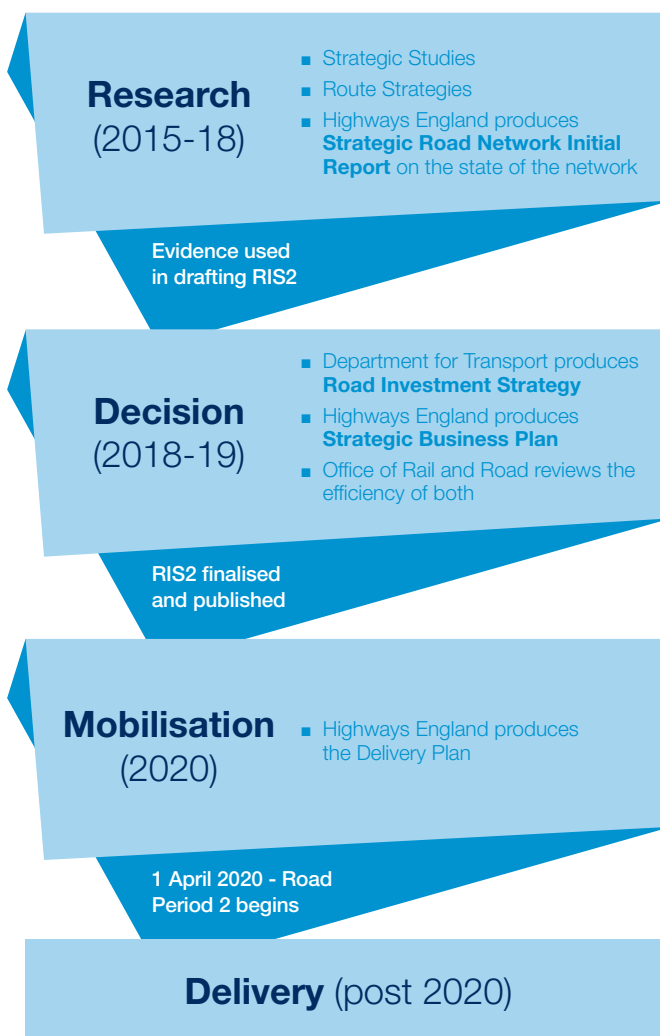 Research
(2015-18)
■ Strategic Studies
■ Route Strategies
■ Highways England produces
Strategic Road Network Initial
Report on the state of the network
Evidence used
in drafting RIS2
Decision
(2018-19)
■ Department for Transport produces
Road Investment Strategy
■ Highways England produces
Strategic Business Plan
■ Office of Rail and Road reviews the
efficiency of both
RIS2 finalised
and published
Mobilisation
(2020)
■ Highways England produces
the Delivery Plan
1 April 2020 - Road
Period 2 begins
Delivery (post 2020)